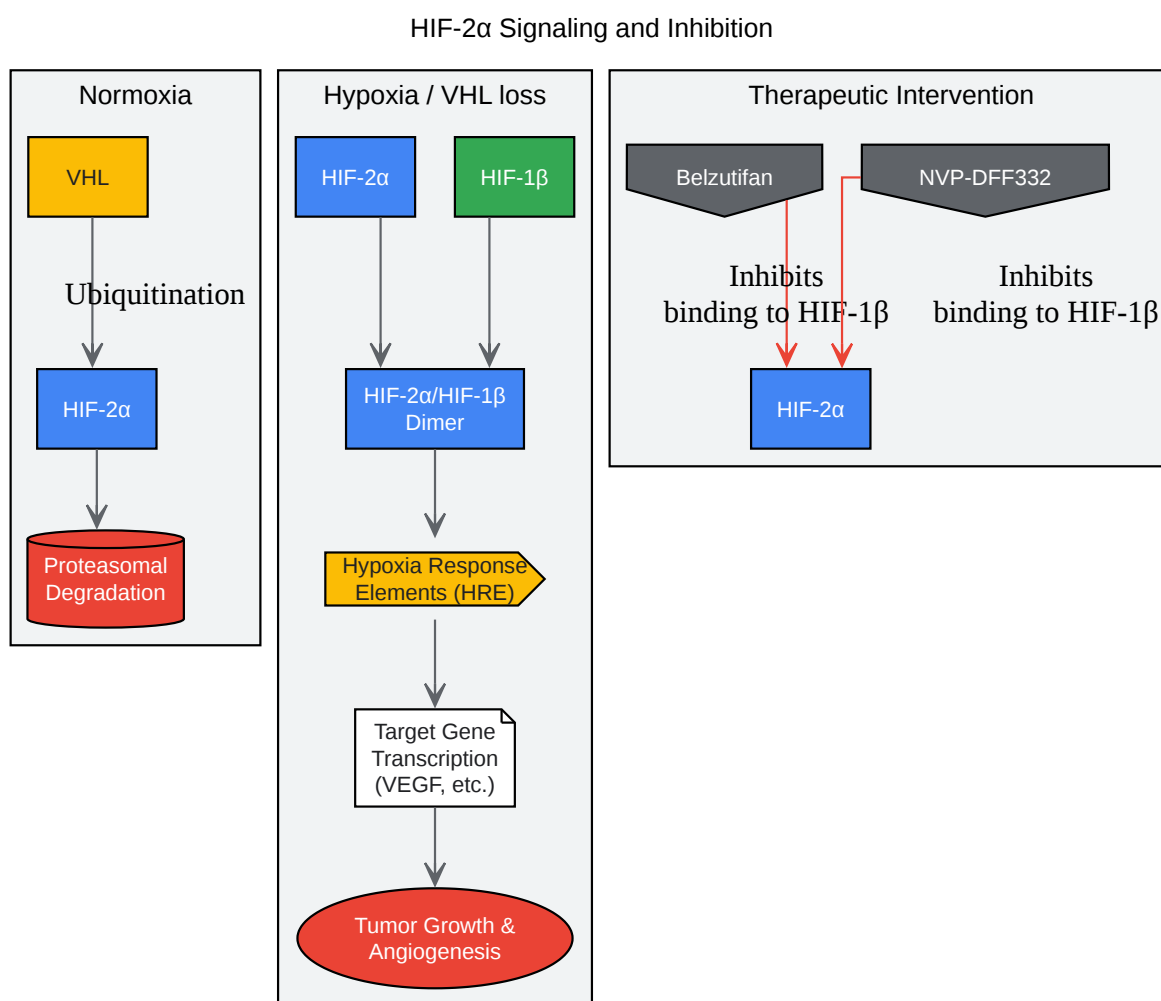 HIF-2α Signaling and Inhibition
Normoxia
VHL
Ubiquitination
HIF-2α
Proteasomal
Degradation
Hypoxia / VHL loss
HIF-2α
HIF-1β
HIF-2α/HIF-1β
Dimer
Hypoxia Response
Elements (HRE)
Target Gene
Transcription
(VEGF, etc.)
Tumor Growth &
Angiogenesis
Therapeutic Intervention
Belzutifan
NVP-DFF332
Inhibits
binding to HIF-1β
Inhibits
binding to HIF-1β
HIF-2α